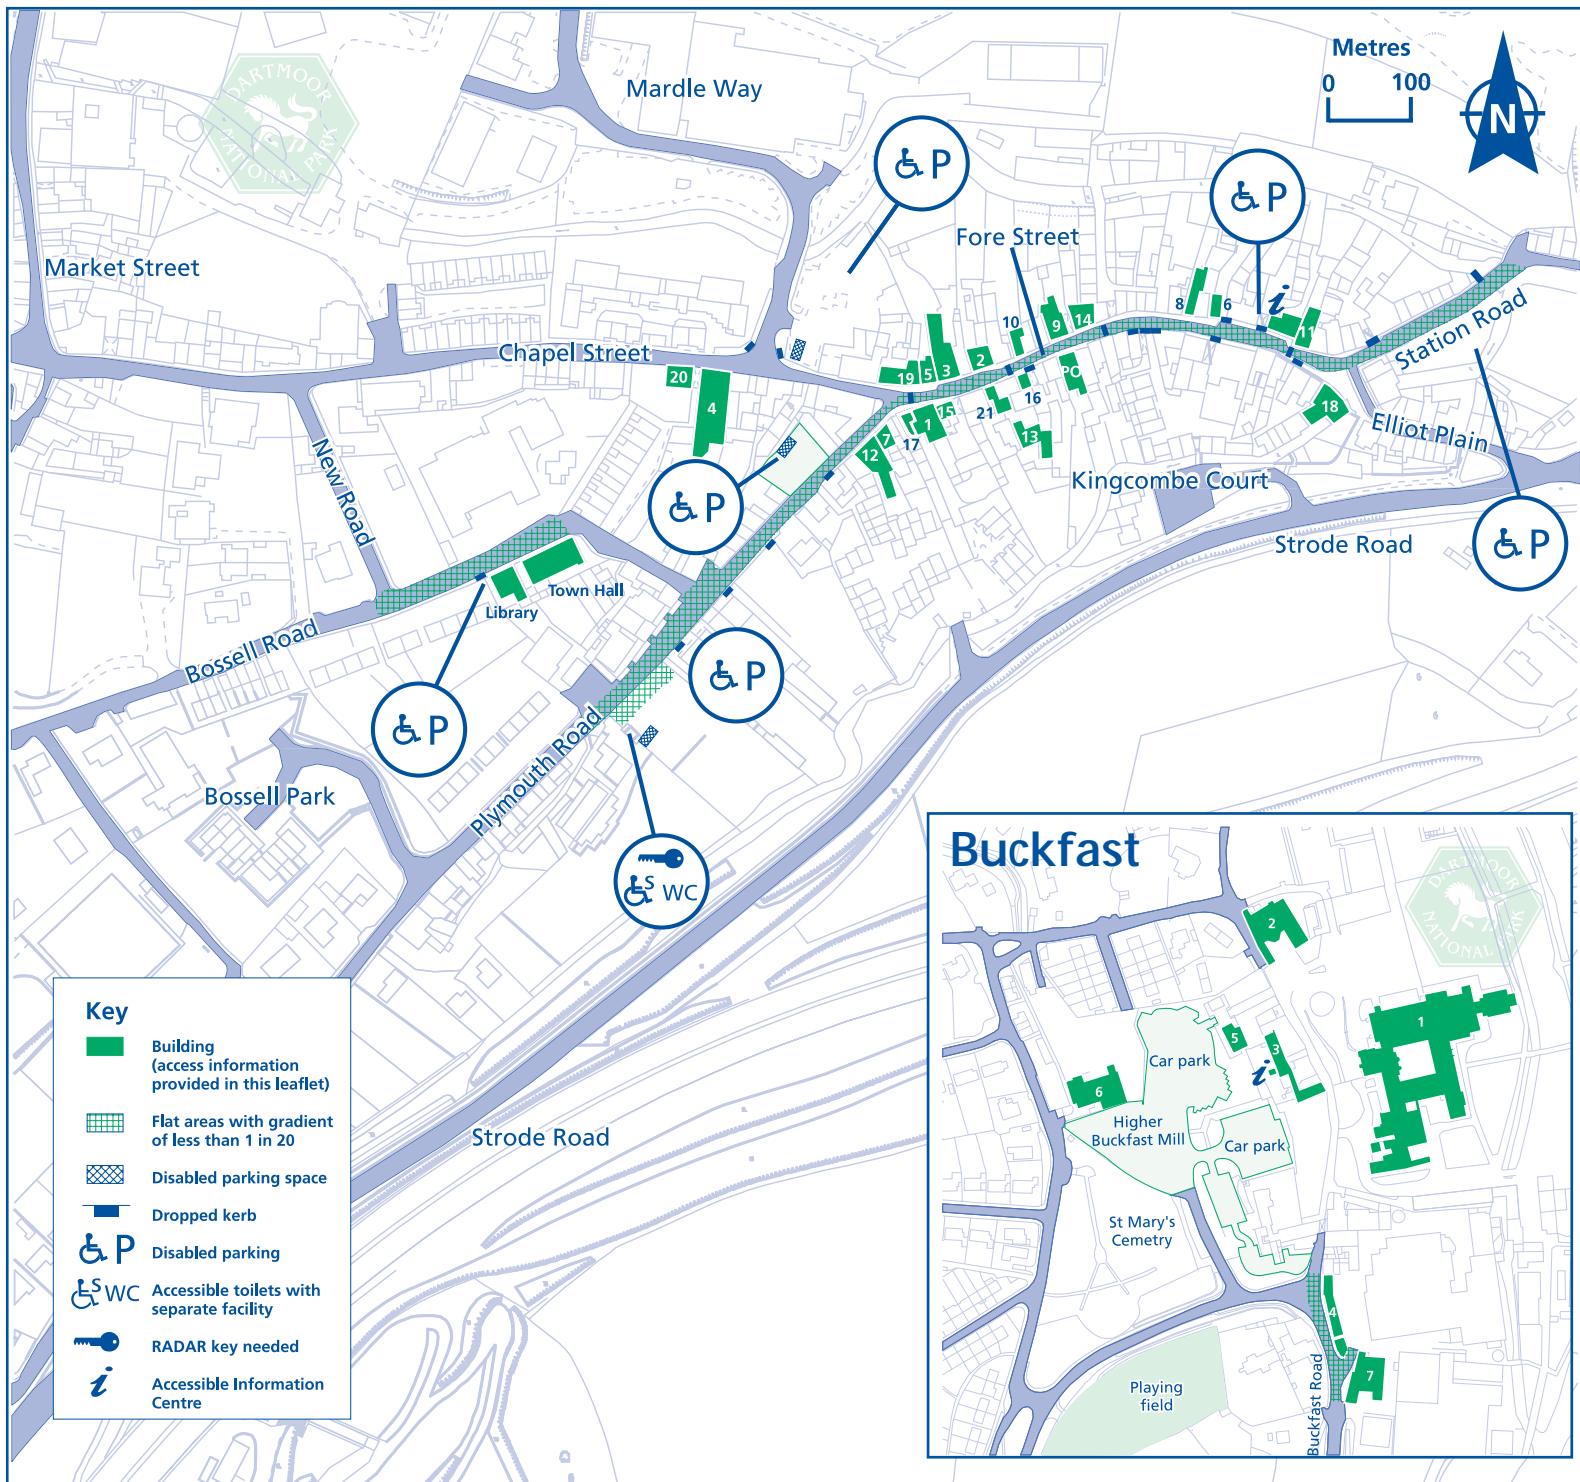 Metres
0 100
N
DARTMOOR
NATIONAL PARK
Mardle Way
P
P
Fore Street
Market Street
8
6
i
11
Station Road
10
9
14
Chapel Street
20
4
19
5
3
2
PO
16
21
15
1
17
7
12
13
18
Elliot Plain
Kingcombe Court
P
New Road
Strode Road
P
Town Hall
Library
Bossell Road
P
P
Plymouth Road
Bossell Park
S WC
Strode Road
Key
Building
(access information
provided in this leaflet)
Flat areas with gradient
of less than 1 in 20
Disabled parking space
Dropped kerb
P
Disabled parking
S WC
Accessible toilets with
separate facility
RADAR key needed
i
Accessible Information
Centre
Buckfast
DARTMOOR
NATIONAL PARK
2
1
5
3
i
Car park
6
Higher
Buckfast Mill
Car park
St Mary's
Cemetry
4
7
Playing
field
Buckfast Road